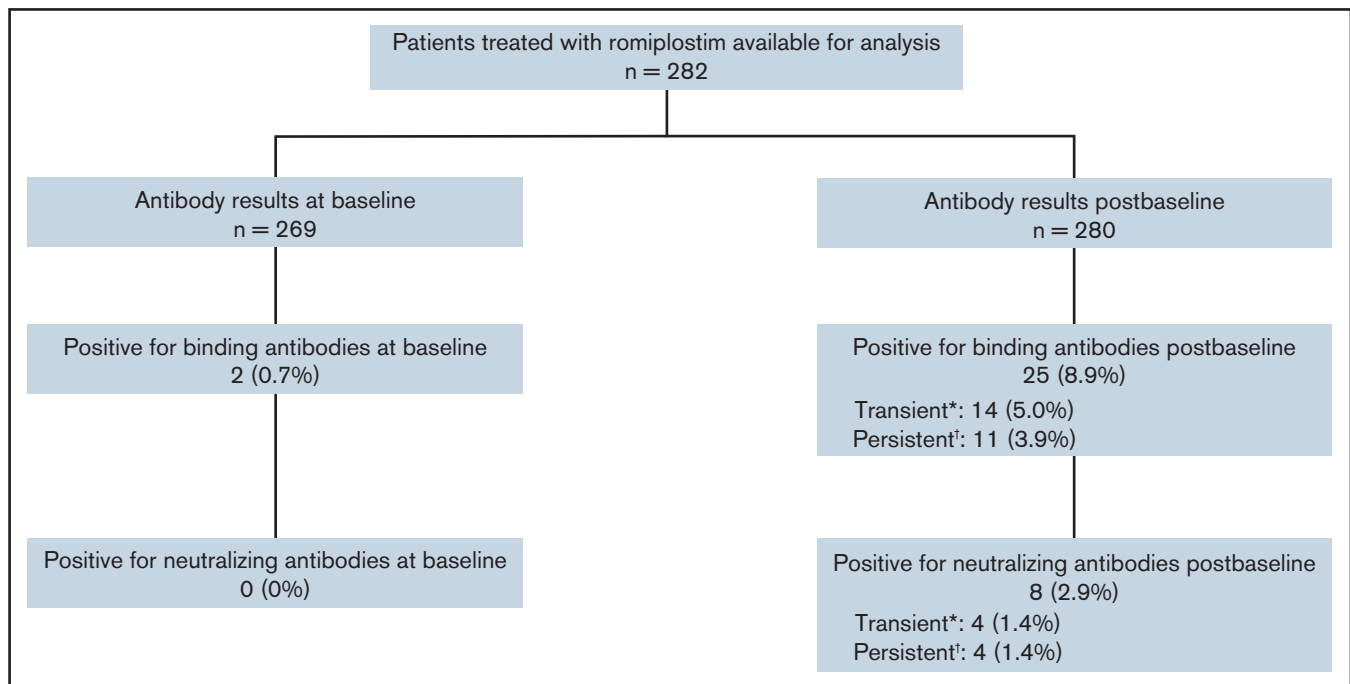 Patients treated with romiplostim available for analysis
n = 282
Antibody results at baseline
n = 269
Antibody results postbaseline
n = 280
Positive for binding antibodies at baseline
2 (0.7%)
Positive for binding antibodies postbaseline
25 (8.9%)
Transient*: 14 (5.0%)
Persistent†: 11 (3.9%)
Positive for neutralizing antibodies at baseline
0 (0%)
Positive for neutralizing antibodies postbaseline
8 (2.9%)
Transient*: 4 (1.4%)
Persistent†: 4 (1.4%)